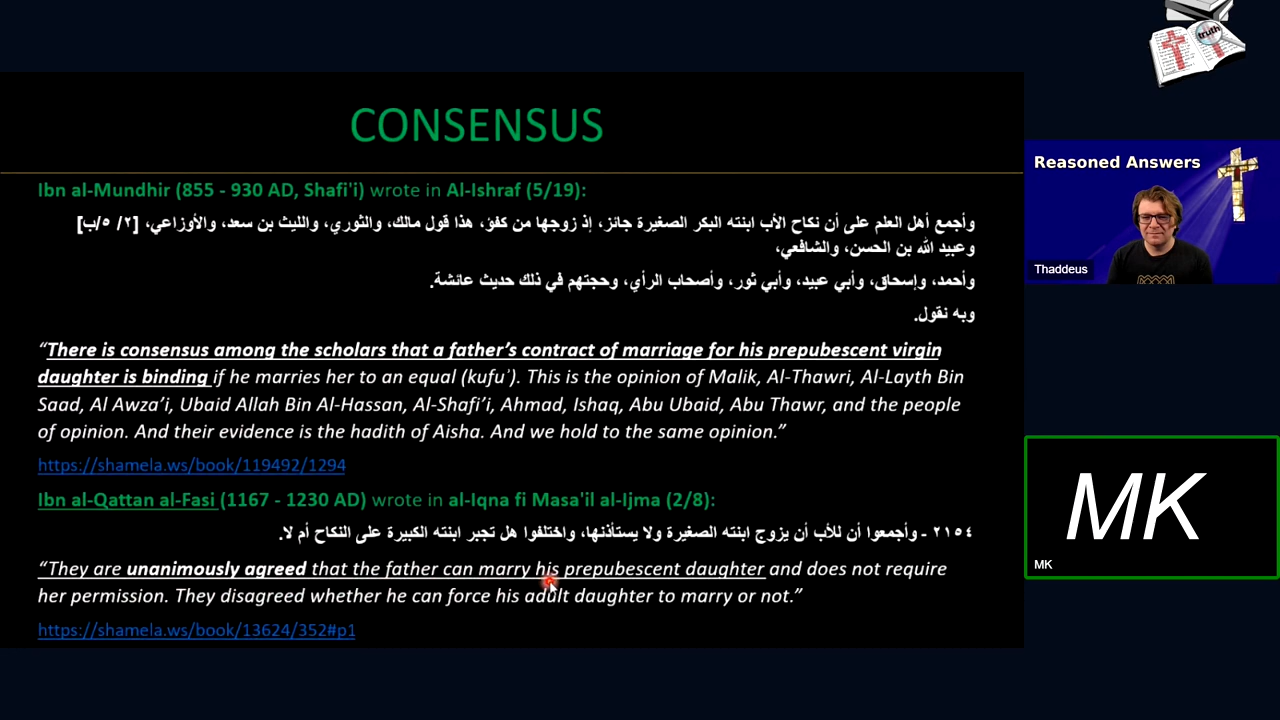 CONSENSUS
Ibn al-Mundhir (855 - 930 AD, Shafi'i) wrote in Al-Ishraf (5/19):
وأجمع أهل العلم على أن نكاح الأب ابنته البكر الصغيرة جائز، إذ زوجها من كفؤ، هذا قول مالك، والثوري، والليث بن سعد، والأوزاعي، [٢/ ٥/ب]
وعبيد الله بن الحسن، والشافعي،
وأحمد، وإسحاق، وأبي عبيد، وأبي ثور، وأصحاب الرأي، وحجتهم في ذلك حديث عائشة.
وبه نقول.
“There is consensus among the scholars that a father’s contract of marriage for his prepubescent virgin
daughter is binding if he marries her to an equal (kufuʾ). This is the opinion of Malik, Al-Thawri, Al-Layth Bin
Saad, Al Awza’i, Ubaid Allah Bin Al-Hassan, Al-Shafi’i, Ahmad, Ishaq, Abu Ubaid, Abu Thawr, and the people
of opinion. And their evidence is the hadith of Aisha. And we hold to the same opinion.”
https://shamela.ws/book/119492/1294
Ibn al-Qattan al-Fasi (1167 - 1230 AD) wrote in al-Iqna fi Masa'il al-Ijma (2/8):
٢١٥٤ - وأجمعوا أن للأب أن يزوج ابنته الصغيرة ولا يستأذنها، واختلفوا هل تجبر ابنته الكبيرة على النكاح أم لا.
“They are unanimously agreed that the father can marry his prepubescent daughter and does not require
her permission. They disagreed whether he can force his adult daughter to marry or not.”
https://shamela.ws/book/13624/352#p1
truth
Reasoned Answers
Thaddeus
MK
MK